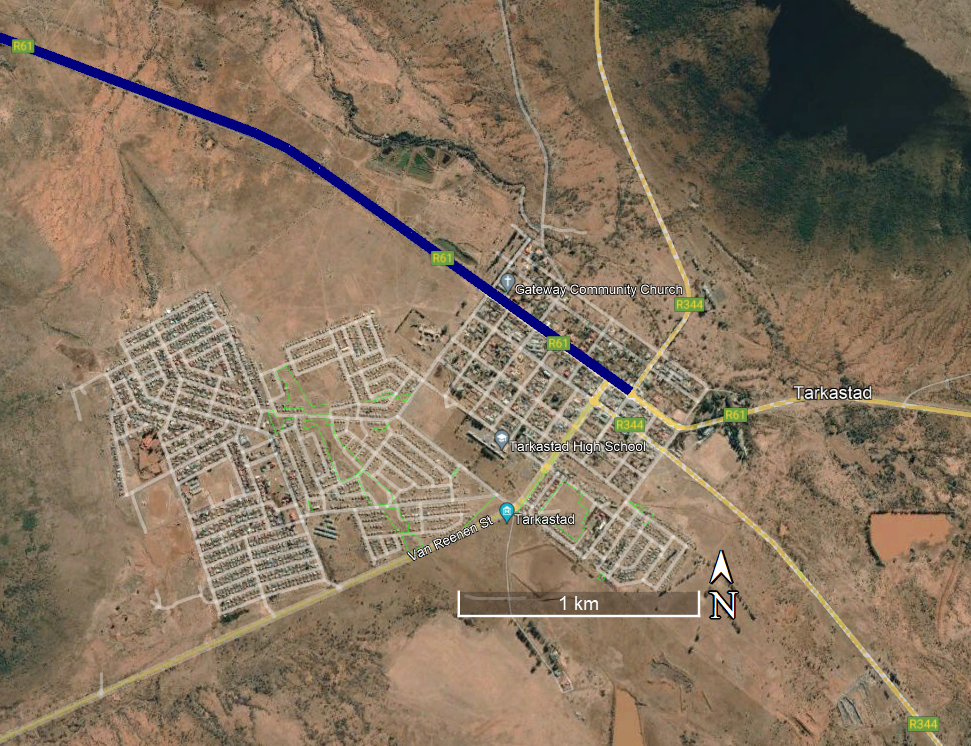 R61
R61
Gateway Community Church
R344
R61
Tarkastad
R61
R344
Tarkastad High School
Tarkastad
Van Reenen St
1 km
N
R344